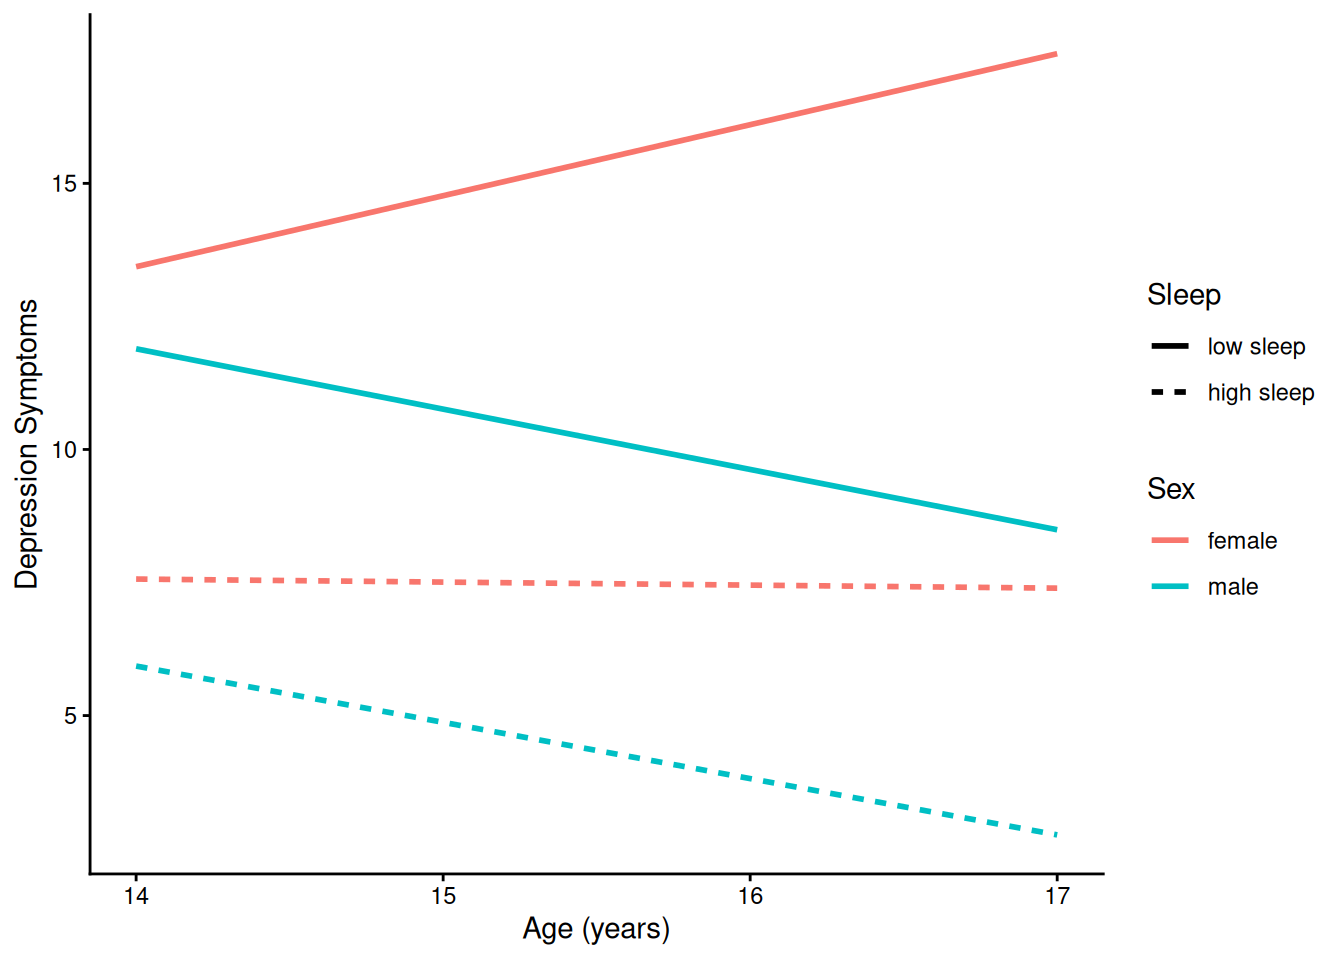 Depression Symptoms
15
10
5
14 15 16 17
Age (years)
Sleep
low sleep
high sleep
Sex
female
male